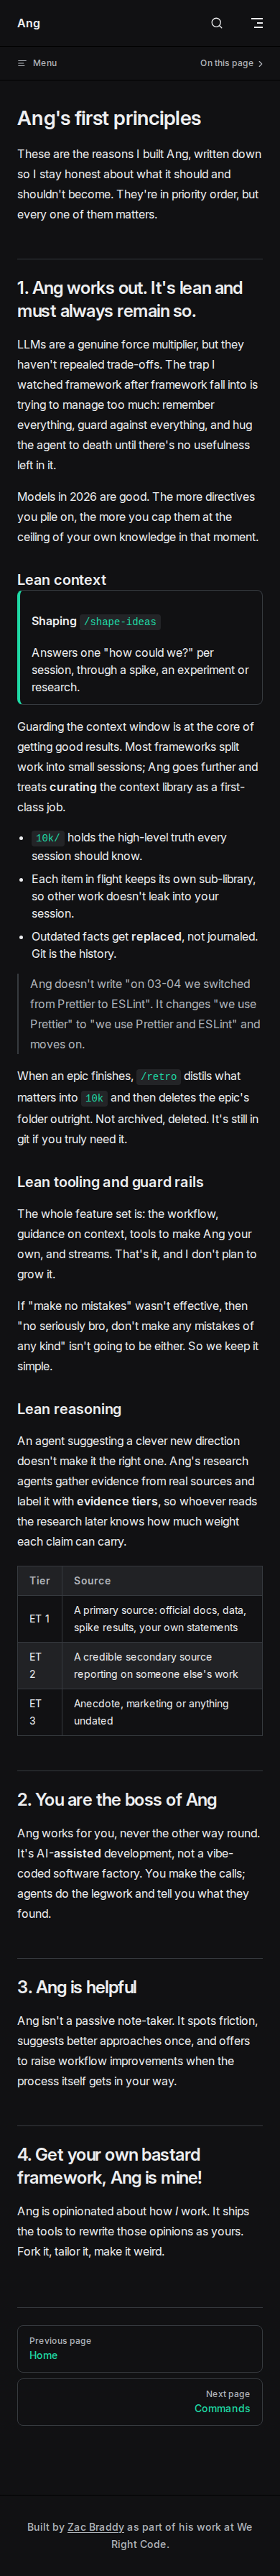 Ang
Menu
On this page
Ang's first principles
These are the reasons I built Ang, written down
so I stay honest about what it should and
shouldn't become. They're in priority order, but
every one of them matters.
1. Ang works out. It's lean and
must always remain so.
LLMs are a genuine force multiplier, but they
haven't repealed trade-offs. The trap I
watched framework after framework fall into is
trying to manage too much: remember
everything, guard against everything, and hug
the agent to death until there's no usefulness
left in it.
Models in 2026 are good. The more directives
you pile on, the more you cap them at the
ceiling of your own knowledge in that moment.
Lean context
Shaping /shape-ideas
Answers one "how could we?" per
session, through a spike, an experiment or
research.
Guarding the context window is at the core of
getting good results. Most frameworks split
work into small sessions; Ang goes further and
treats curating the context library as a first-
class job.
• 10k/ holds the high-level truth every
session should know.
• Each item in flight keeps its own sub-library,
so other work doesn't leak into your
session.
• Outdated facts get replaced, not journaled.
Git is the history.
Ang doesn't write "on 03-04 we switched
from Prettier to ESLint". It changes "we use
Prettier" to "we use Prettier and ESLint" and
moves on.
When an epic finishes, /retro distils what
matters into 10k and then deletes the epic's
folder outright. Not archived, deleted. It's still in
git if you truly need it.
Lean tooling and guard rails
The whole feature set is: the workflow,
guidance on context, tools to make Ang your
own, and streams. That's it, and I don't plan to
grow it.
If "make no mistakes" wasn't effective, then
"no seriously bro, don't make any mistakes of
any kind" isn't going to be either. So we keep it
simple.
Lean reasoning
An agent suggesting a clever new direction
doesn't make it the right one. Ang's research
agents gather evidence from real sources and
label it with evidence tiers, so whoever reads
the research later knows how much weight
each claim can carry.
Tier Source
ET 1 A primary source: official docs, data,
spike results, your own statements
ET 2 A credible secondary source
reporting on someone else's work
ET 3 Anecdote, marketing or anything
undated
2. You are the boss of Ang
Ang works for you, never the other way round.
It's AI-assisted development, not a vibe-
coded software factory. You make the calls;
agents do the legwork and tell you what they
found.
3. Ang is helpful
Ang isn't a passive note-taker. It spots friction,
suggests better approaches once, and offers
to raise workflow improvements when the
process itself gets in your way.
4. Get your own bastard
framework, Ang is mine!
Ang is opinionated about how I work. It ships
the tools to rewrite those opinions as yours.
Fork it, tailor it, make it weird.
Previous page
Home
Next page
Commands
Built by Zac Braddy as part of his work at We
Right Code.